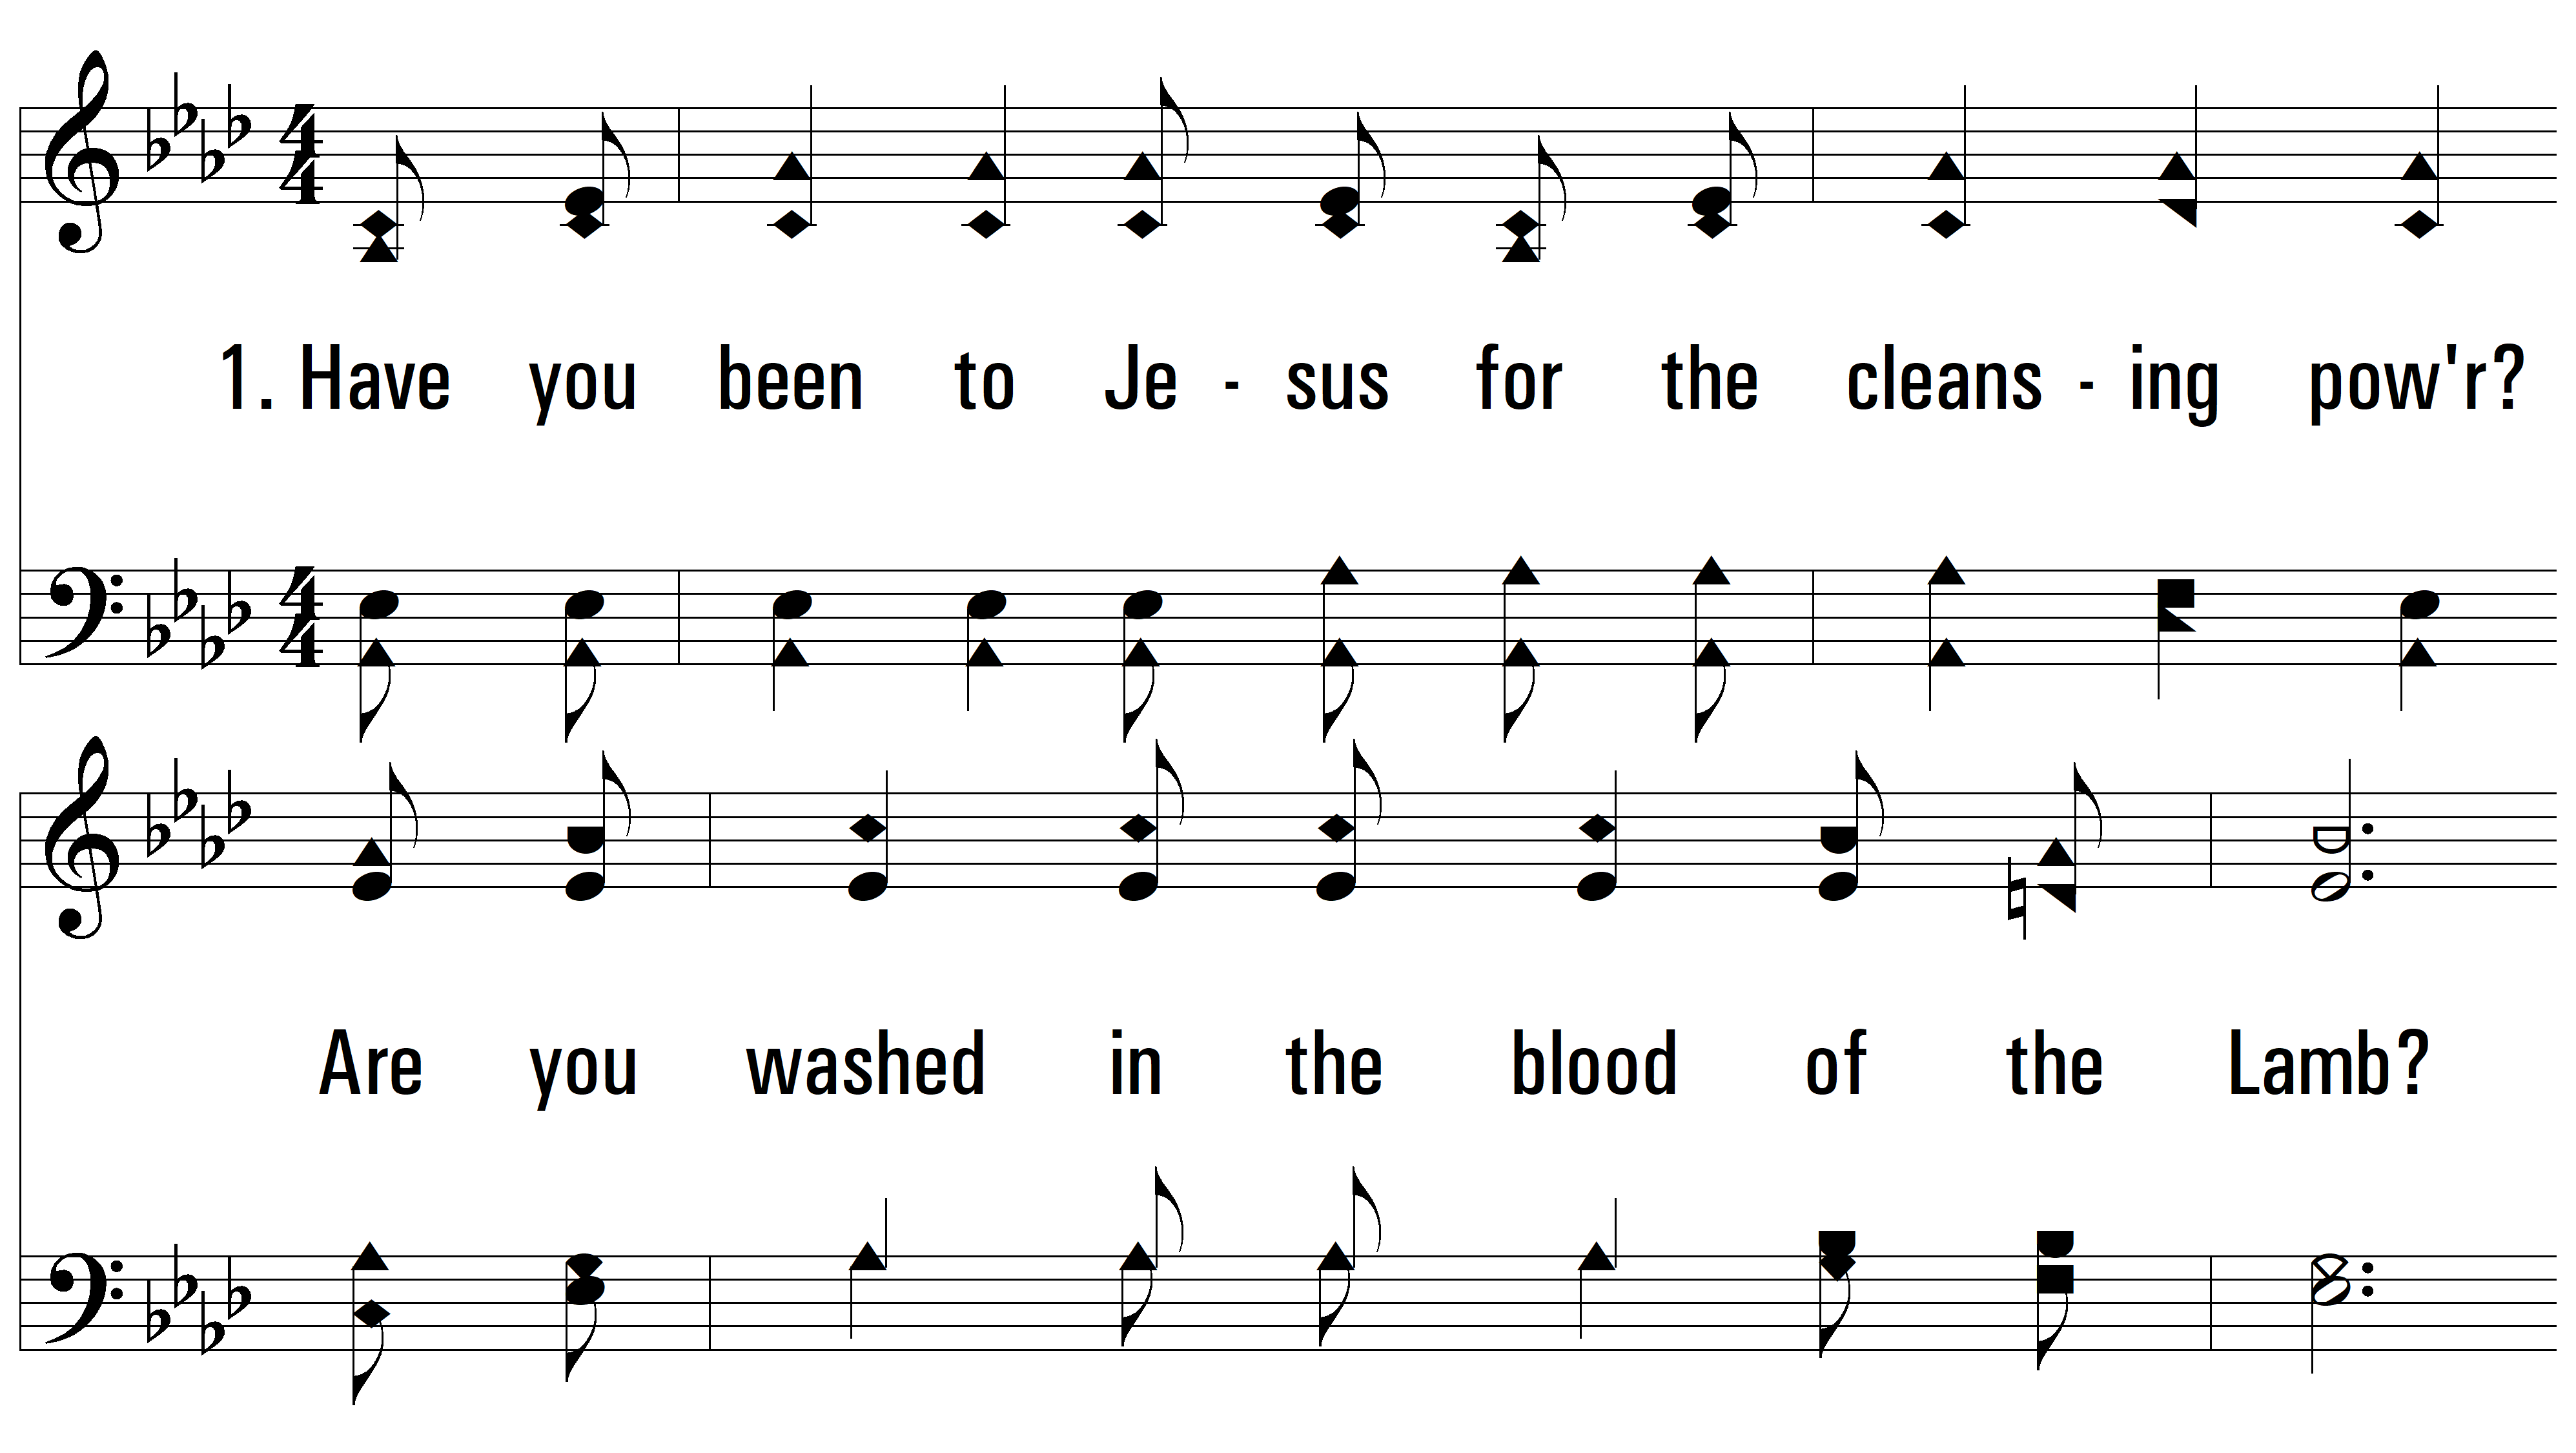 1. Have you been to Je - sus for the cleans - ing pow'r?
Are you washed in the blood of the Lamb?